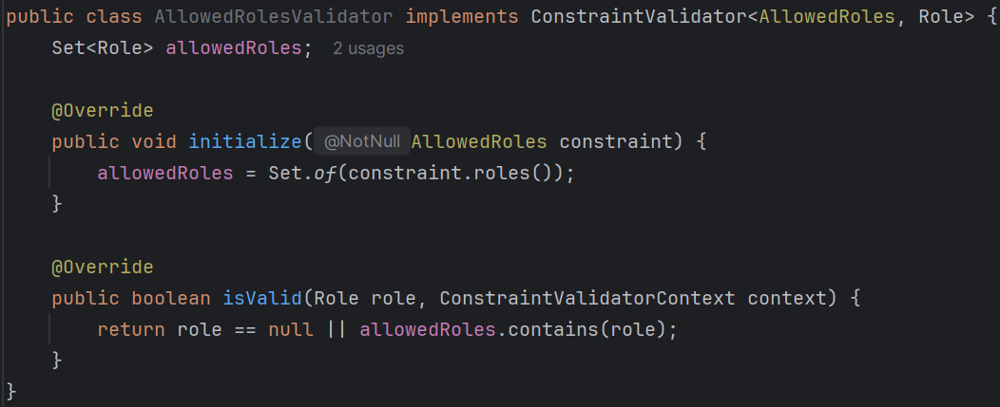 public class AllowedRolesValidator implements ConstraintValidator<AllowedRoles, Role> {
    Set<Role> allowedRoles; 2 usages

    @Override
    public void initialize( @NotNull AllowedRoles constraint) {
        allowedRoles = Set.of(constraint.roles());
    }

    @Override
    public boolean isValid(Role role, ConstraintValidatorContext context) {
        return role == null || allowedRoles.contains(role);
    }
}